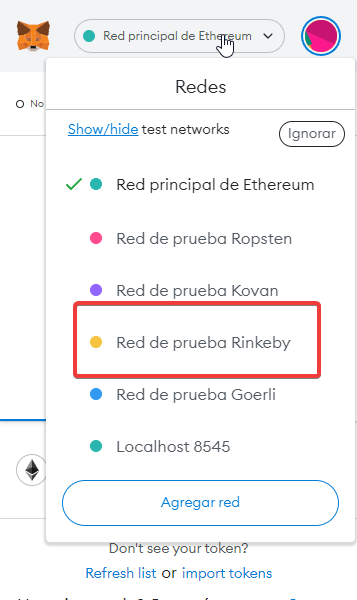 Red principal de Ethereum
Redes
No
Show/hide test networks
Ignorar
Red principal de Ethereum
Red de prueba Ropsten
Red de prueba Kovan
Red de prueba Rinkeby
Red de prueba Goerli
Localhost 8545
Agregar red
Don't see your token?
Refresh list or import tokens